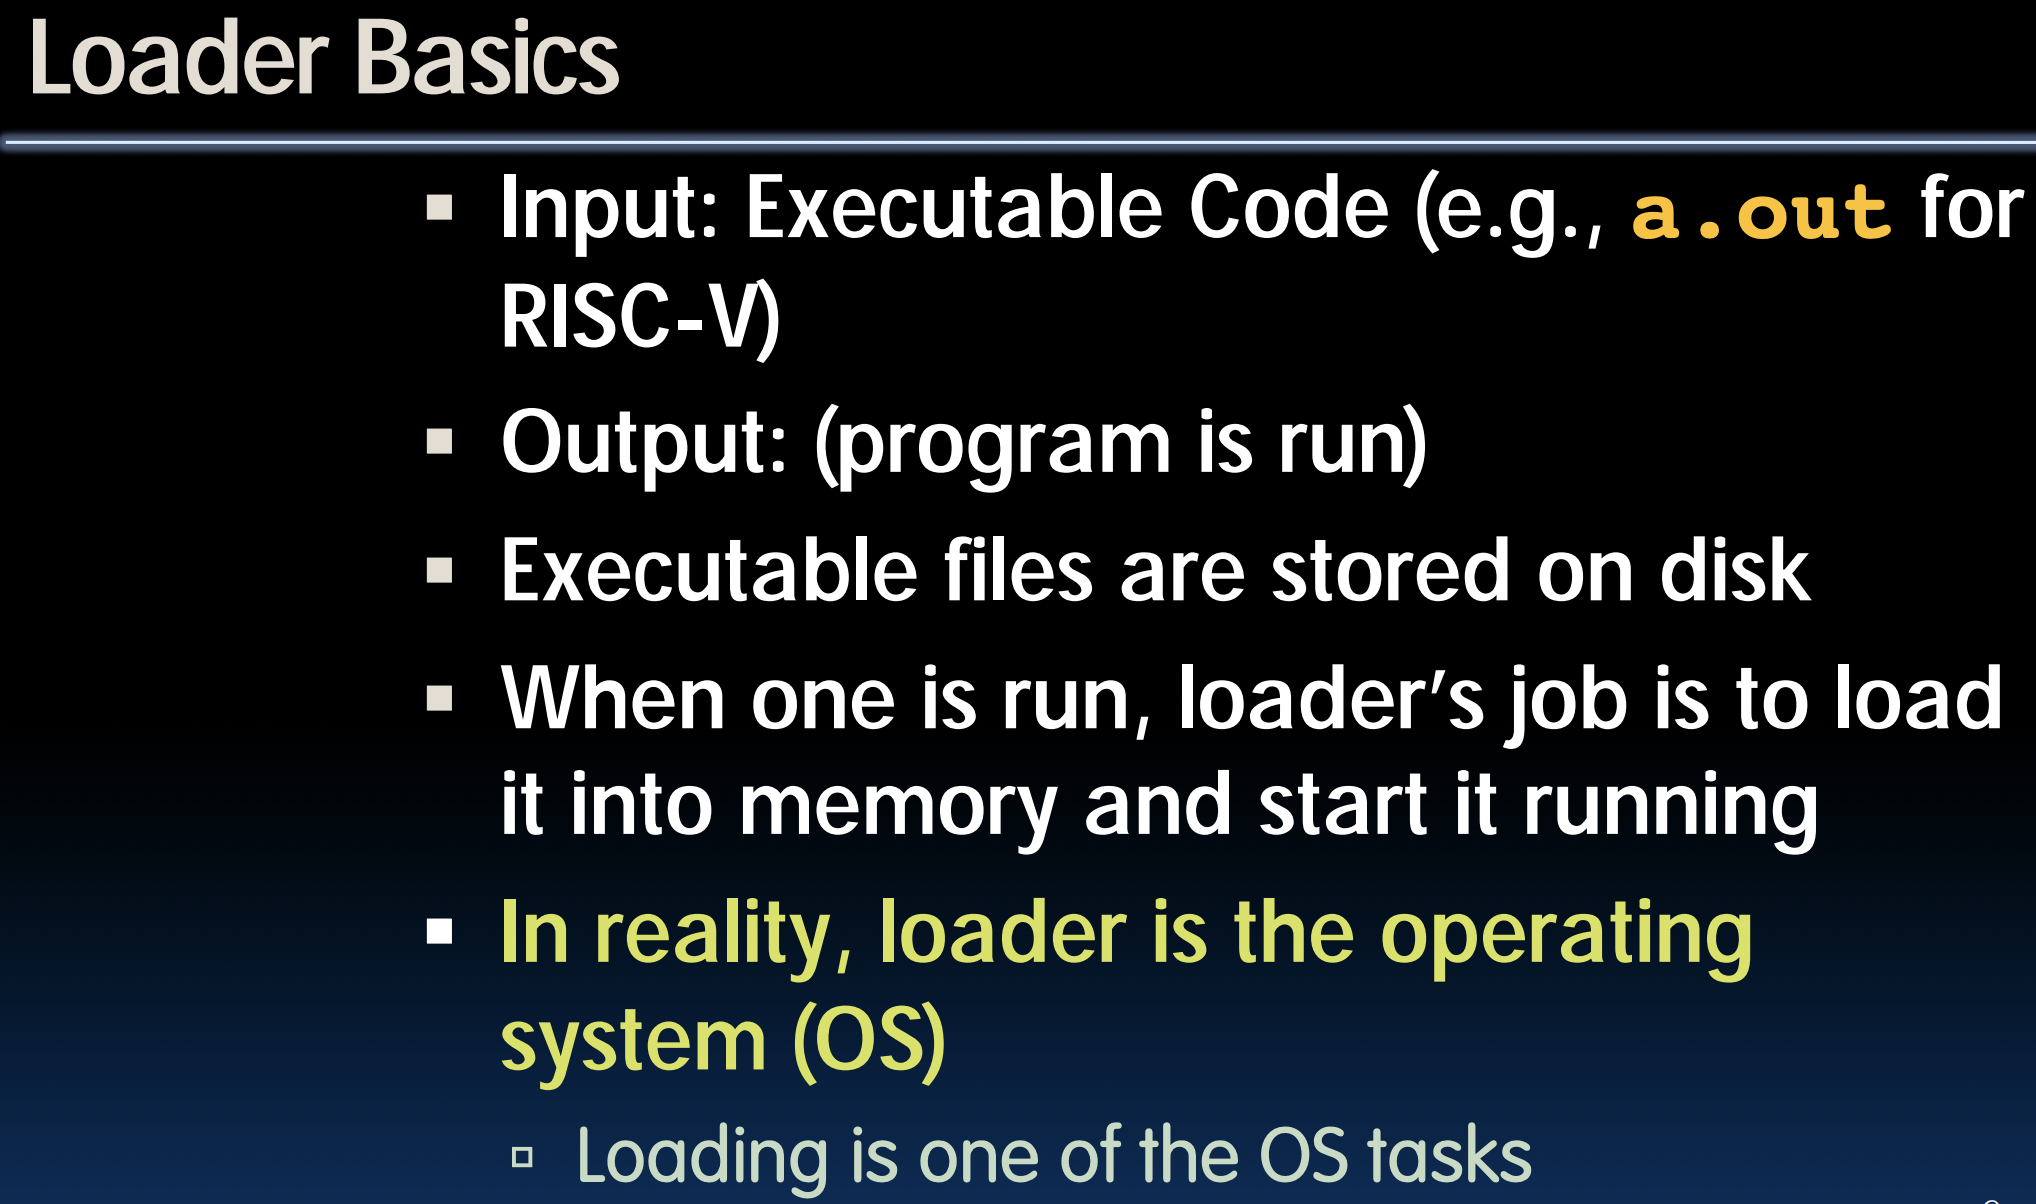 Loader Basics
Input: Executable Code (e.g., a.out for
RISC-V)
Output: (program is run)
Executable files are stored on disk
When one is run, loader’s job is to load
it into memory and start it running
In reality, loader is the operating
system (OS)
Loading is one of the OS tasks